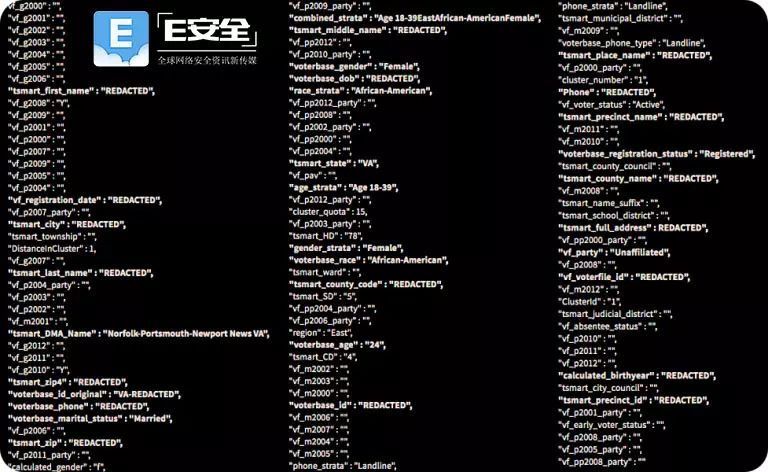 "vf_g2000" : "",
"vf_g2001" : "",
"vf_g2002" : "",
"vf_g2003" : "",
"vf_g2004" : "",
"vf_g2005" : "",
"vf_g2006" : "",
"tsmart_first_name" : "REDACTED",
"vf_g2008" : "Y",
"vf_g2009" : "",
"vf_p2001" : "",
"vf_p2000" : "",
"vf_p2007" : "",
"vf_p2009" : "",
"vf_p2005" : "",
"vf_p2004" : "",
"vf_registration_date" : "REDACTED",
"vf_p2007_party" : "",
"tsmart_city" : "REDACTED",
"tsmart_township" : "",
"DistanceInCluster" : 1,
"vf_g2007" : "",
"tsmart_last_name" : "REDACTED",
"vf_p2004_party" : "",
"vf_p2003" : "",
"vf_p2002" : "",
"vf_m2001" : "",
"tsmart_DMA_Name" : "Norfolk-Portsmouth-Newport News VA",
"vf_g2012" : "",
"vf_g2011" : "",
"vf_g2010" : "Y",
"tsmart_zip4" : "REDACTED",
"voterbase_id_original" : "VA-REDACTED",
"voterbase_phone" : "REDACTED",
"voterbase_marital_status" : "Married",
"vf_p2006" : "",
"tsmart_zip" : "REDACTED",
"vf_p2011_party" : "",
"calculated_gender" : "f",
E
E安全
全球网络安全资讯新传媒
"vf_p2009_party" : "",
"combined_strata" : "Age 18-39EastAfrican-AmericanFemale",
"tsmart_middle_name" : "REDACTED",
"vf_pp2012" : "",
"vf_p2010_party" : "",
"voterbase_gender" : "Female",
"voterbase_dob" : "REDACTED",
"race_strata" : "African-American",
"vf_pp2012_party" : "",
"vf_pp2008" : "",
"vf_p2002_party" : "",
"vf_pp2000" : "",
"vf_pp2004" : "",
"tsmart_state" : "VA",
"vf_pav" : "",
"age_strata" : "Age 18-39",
"vf_p2012_party" : "",
"cluster_quota" : 15,
"vf_p2003_party" : "",
"tsmart_HD" : "78",
"gender_strata" : "Female",
"voterbase_race" : "African-American",
"tsmart_ward" : "",
"tsmart_county_code" : "REDACTED",
"tsmart_SD" : "5",
"vf_pp2004_party" : "",
"vf_p2006_party" : "",
"region" : "East",
"voterbase_age" : "24",
"tsmart_CD" : "4",
"vf_m2002" : "",
"vf_m2003" : "",
"vf_m2000" : "",
"voterbase_id" : "REDACTED",
"vf_m2006" : "",
"vf_m2007" : "",
"vf_m2004" : "",
"vf_m2005" : "",
"phone_strata" : "Landline",
"phone_strata" : "Landline",
"tsmart_municipal_district" : "",
"vf_m2009" : "",
"voterbase_phone_type" : "Landline",
"tsmart_place_name" : "REDACTED",
"vf_p2000_party" : "",
"cluster_number" : "1",
"Phone" : "REDACTED",
"vf_voter_status" : "Active",
"tsmart_precinct_name" : "REDACTED",
"vf_m2011" : "",
"vf_m2010" : "",
"voterbase_registration_status" : "Registered",
"tsmart_county_council" : "",
"tsmart_county_name" : "REDACTED",
"vf_m2008" : "",
"tsmart_name_suffix" : "",
"tsmart_school_district" : "",
"tsmart_full_address" : REDACTED",
"vf_pp2000_party" : "",
"vf_party" : "Unaffiliated",
"vf_p2008" : "",
"vf_voterfile_id" : "REDACTED",
"vf_m2012" : "",
"ClusterId" : "1",
"tsmart_judicial_district" : "",
"vf_absentee_status" : "",
"vf_p2010" : "",
"vf_p2011" : "",
"vf_p2012" : "",
"calculated_birthyear" : "REDACTED",
"tsmart_city_council" : "",
"tsmart_precinct_id" : "REDACTED",
"vf_p2001_party" : "",
"vf_early_voter_status" : "",
"vf_p2008_party" : "",
"vf_p2005_party" : "",
"vf_pp2008_party" : ""